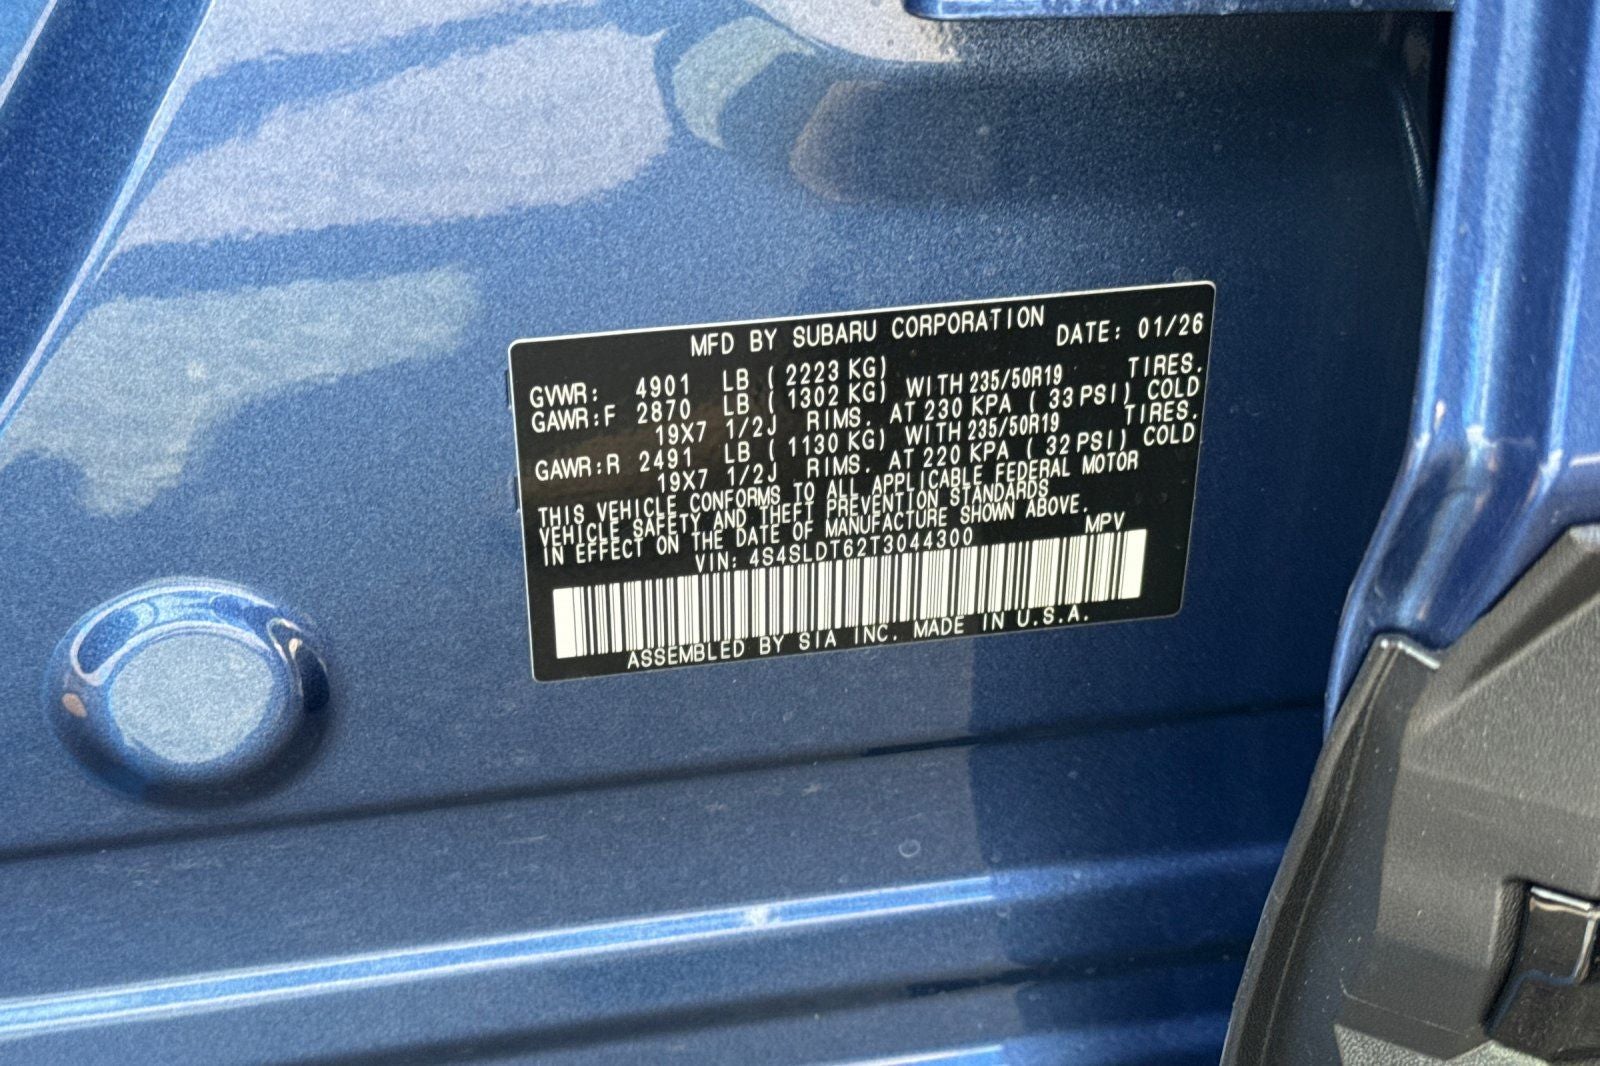 MFD BY SUBARU CORPORATION DATE: 01/26
GVWR: 4901 LB ( 2223 KG)
GAWR:F 2870 LB ( 1302 KG) WITH 235/50R19 TIRES.
19X7 1/2J RIMS. AT 230 KPA ( 33 PSI) COLD
GAWR:R 2491 LB ( 1130 KG) WITH 235/50R19 TIRES.
19X7 1/2J RIMS. AT 220 KPA ( 32 PSI) COLD
THIS VEHICLE CONFORMS TO ALL APPLICABLE FEDERAL MOTOR
VEHICLE SAFETY AND THEFT PREVENTION STANDARDS
IN EFFECT ON THE DATE OF MANUFACTURE SHOWN ABOVE.
VIN: 4S4SLDT62T3044300 MPV
ASSEMBLED BY SIA INC. MADE IN U.S.A.